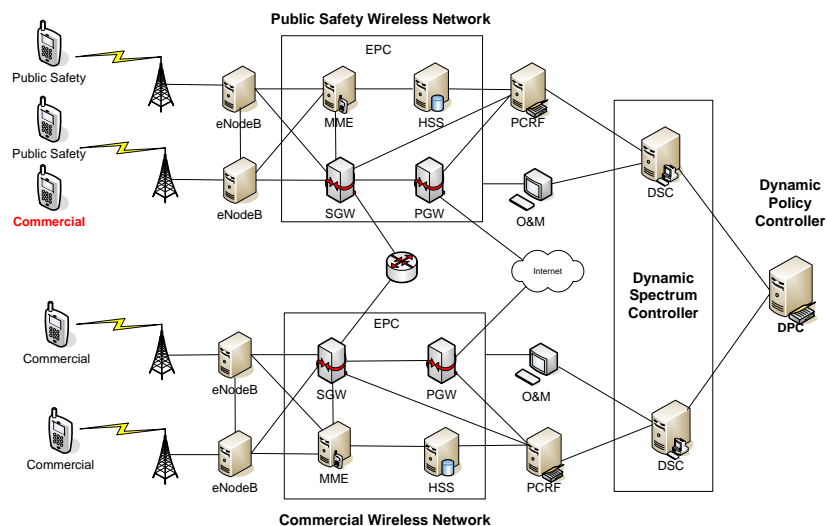 Public Safety Wireless Network
EPC
Public Safety
eNodeB
MME
HSS
PCRF
Public Safety
Commercial
eNodeB
SGW
PGW
O&M
DSC
Dynamic
Policy
Controller
Internet
Dynamic
Spectrum
Controller
DPC
EPC
Commercial
eNodeB
SGW
PGW
O&M
Commercial
eNodeB
MME
HSS
PCRF
DSC
Commercial Wireless Network